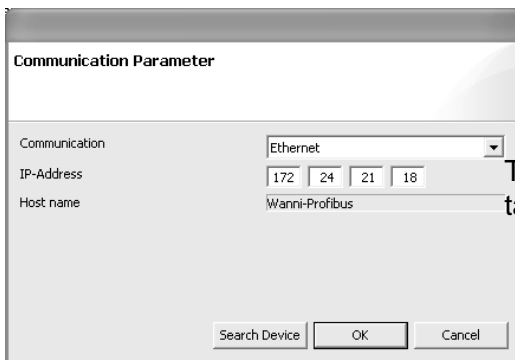 Communication Parameter
Communication Ethernet
IP-Address 172 24 21 18
Host name Wanni-Profibus
Search Device OK Cancel